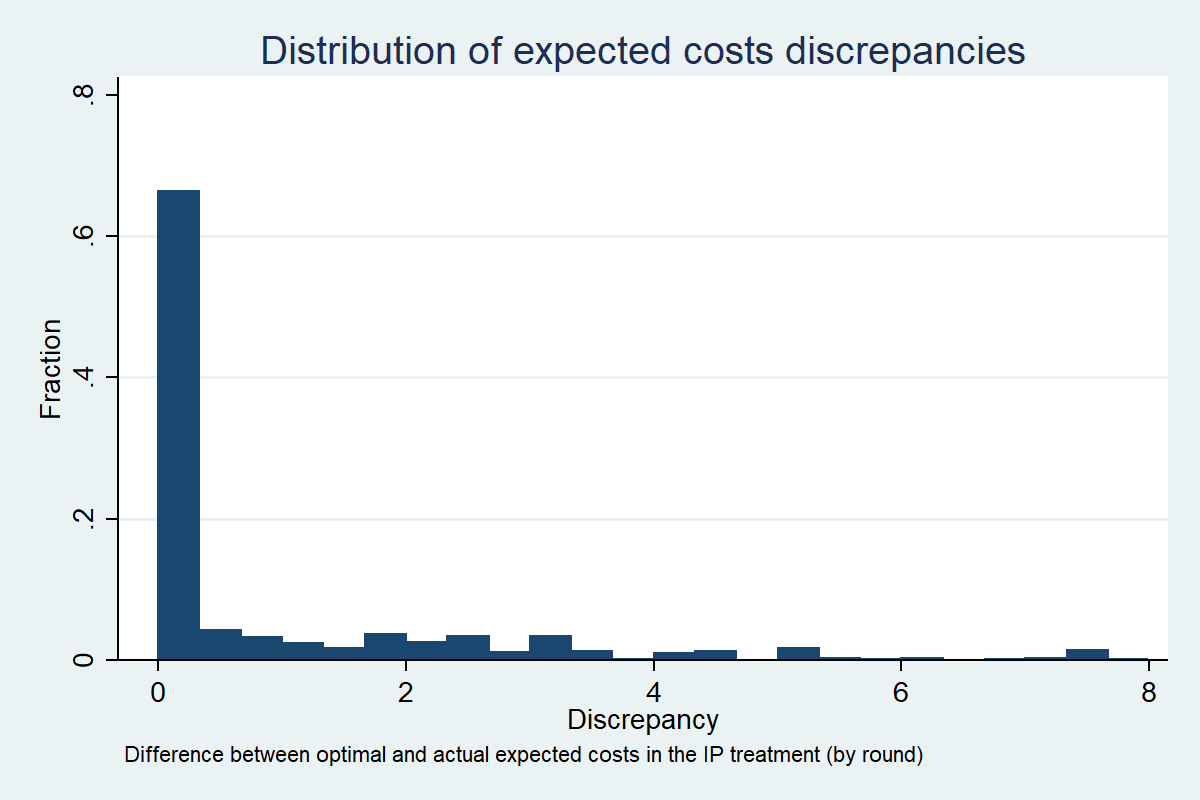 Distribution of expected costs discrepancies
.8
.6
.4
.2
0
Fraction
0 2 4 6 8
Discrepancy
Difference between optimal and actual expected costs in the IP treatment (by round)